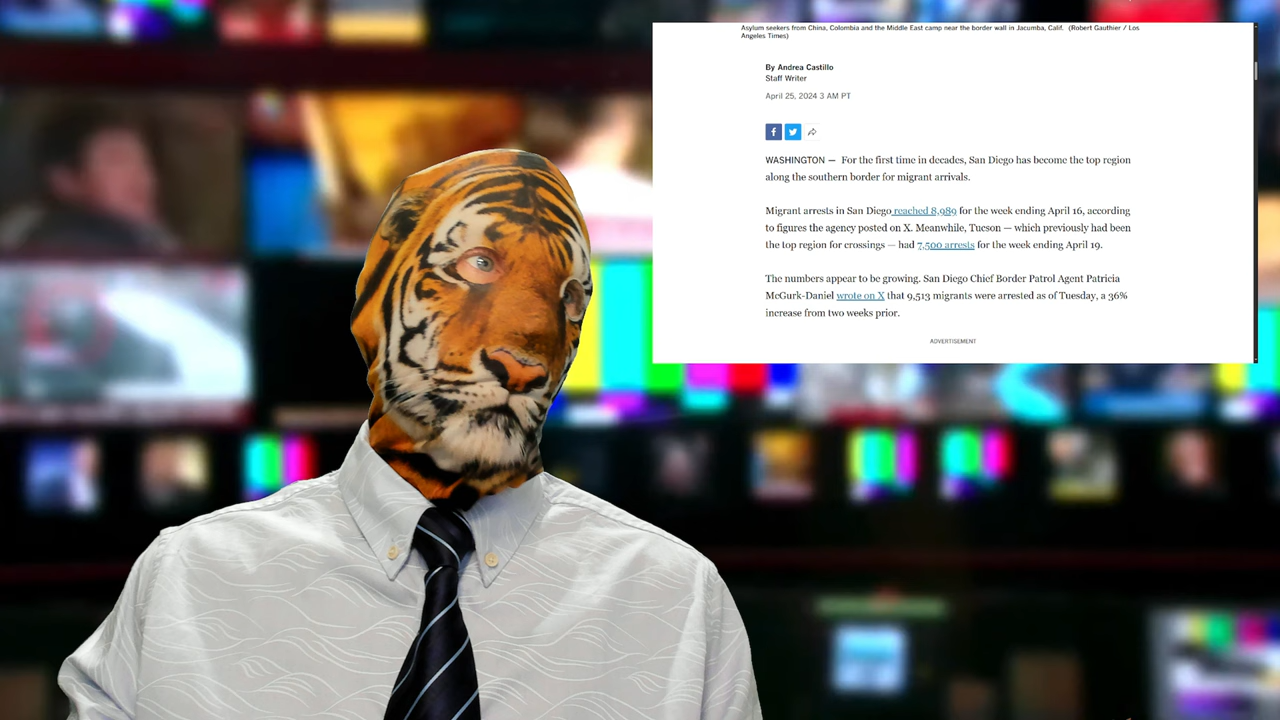 Asylum seekers from China, Colombia and the Middle East camp near the border wall in Jacumba, Calif. (Robert Gauthier / Los
Angeles Times)
By Andrea Castillo
Staff Writer
April 25, 2024 3 AM PT
WASHINGTON — For the first time in decades, San Diego has become the top region
along the southern border for migrant arrivals.
Migrant arrests in San Diego reached 8,989 for the week ending April 16, according
to figures the agency posted on X. Meanwhile, Tucson — which previously had been
the top region for crossings — had 7,500 arrests for the week ending April 19.
The numbers appear to be growing. San Diego Chief Border Patrol Agent Patricia
McGurk-Daniel wrote on X that 9,513 migrants were arrested as of Tuesday, a 36%
increase from two weeks prior.
ADVERTISEMENT